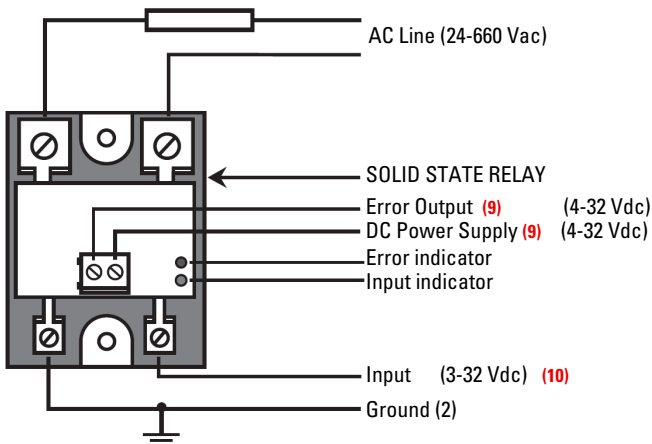 AC Line (24-660 Vac)
SOLID STATE RELAY
Error Output (9) (4-32 Vdc)
DC Power Supply (9) (4-32 Vdc)
Error indicator
Input indicator
Input (3-32 Vdc) (10)
Ground (2)